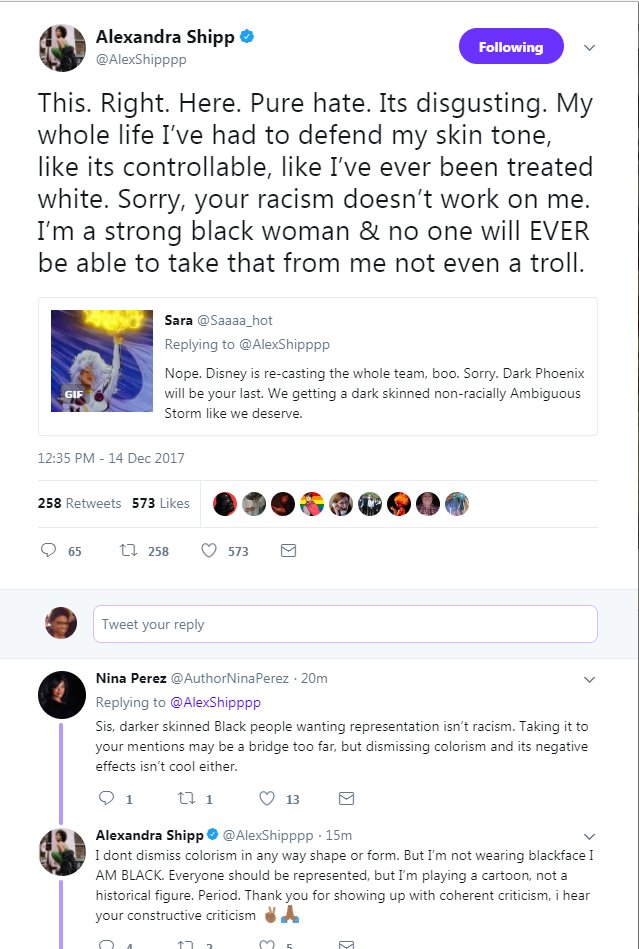 Alexandra Shipp
@AlexShipppp
Following
This. Right. Here. Pure hate. Its disgusting. My
whole life I’ve had to defend my skin tone,
like its controllable, like I’ve ever been treated
white. Sorry, your racism doesn’t work on me.
I’m a strong black woman & no one will EVER
be able to take that from me not even a troll.
GIF
Sara @Saaaa_hot
Replying to @AlexShipppp
Nope. Disney is re-casting the whole team, boo. Sorry. Dark Phoenix
will be your last. We getting a dark skinned non-racially Ambiguous
Storm like we deserve.
12:35 PM - 14 Dec 2017
258 Retweets 573 Likes
65 258 573
Tweet your reply
Nina Perez @AuthorNinaPerez · 20m
Replying to @AlexShipppp
Sis, darker skinned Black people wanting representation isn’t racism. Taking it to
your mentions may be a bridge too far, but dismissing colorism and its negative
effects isn’t cool either.
1 1 13
Alexandra Shipp @AlexShipppp · 15m
I dont dismiss colorism in any way shape or form. But I’m not wearing blackface I
AM BLACK. Everyone should be represented, but I’m playing a cartoon, not a
historical figure. Period. Thank you for showing up with coherent criticism, i hear
your constructive criticism ✌🏽🙏🏽
4 2 5